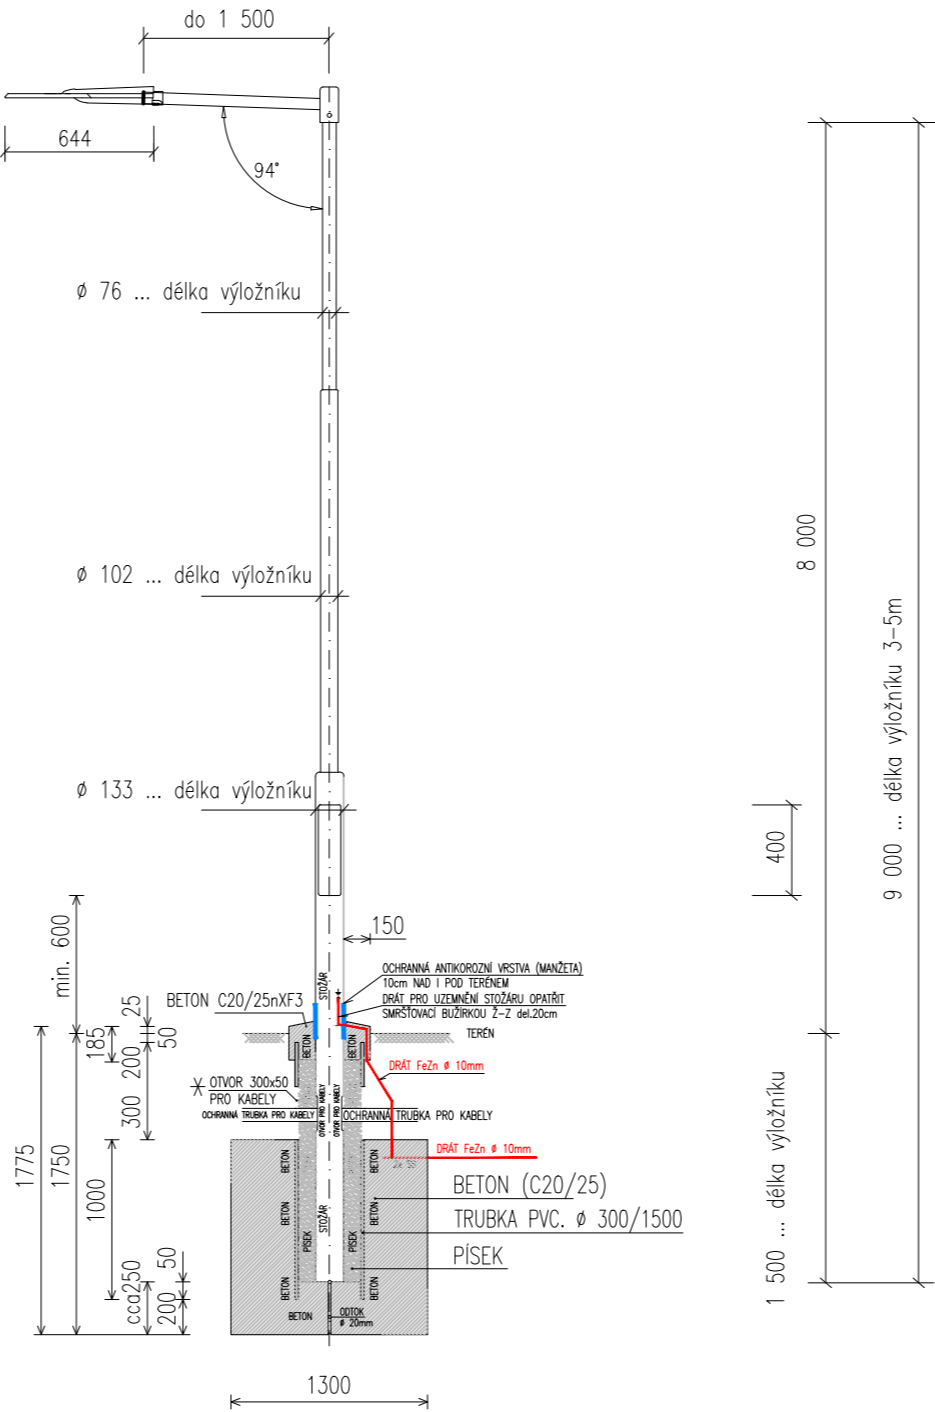 do 1 500
644
94°
ø 76 ... délka výložníku
ø 102 ... délka výložníku
8 000
9 000 ... délka výložníku 3-5m
ø 133 ... délka výložníku
400
min. 600
150
STOŽÁR
OCHRANNÁ ANTIKOROZNÍ VRSTVA (MANŽETA)
10cm NAD I POD TERÉNEM
DRÁT PRO UZEMNĚNÍ STOŽÁRU OPATŘIT
SMRŠŤOVACÍ BUŽÍRKOU Ž-Z del.20cm
BETON C20/25nXF3
25
50
185
200
300
TERÉN
BETON
BETON
DRÁT FeZn ø 10mm
OTVOR 300x50
PRO KABELY
OCHRANNÁ TRUBKA PRO KABELY
OTVOR PRO KABELY
OTVOR PRO KABELY
OCHRANNÁ TRUBKA PRO KABELY
DRÁT FeZn ø 10mm
1775
1750
1000
BETON
BETON
BETON (C20/25)
BETON
STOŽÁR
BETON
TRUBKA PVC. ø 300/1500
PÍSEK
PÍSEK
PÍSEK
1 500 ... délka výložníku
cca250
50
200
BETON
BETON
BETON
ODTOK
ø 20mm
1300